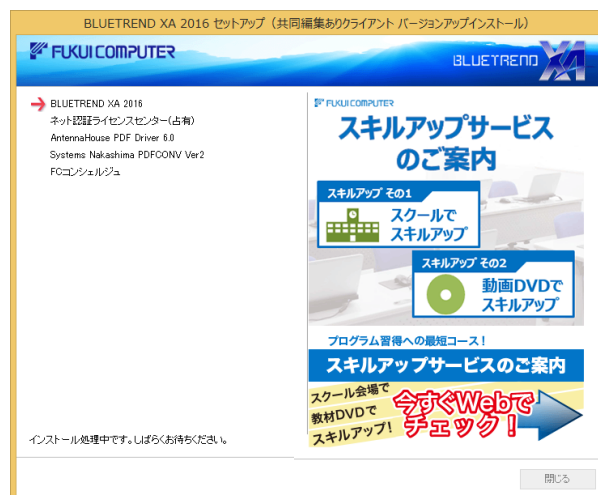 BLUETREND XA 2016 セットアップ（共同編集ありクライアント バージョンアップインストール）
FUKUI COMPUTER
BLUETREND XA
BLUETREND XA 2016
ネット認証ライセンスセンター(占有)
AntennaHouse PDF Driver 6.0
Systems Nakashima PDFCONV Ver2
FCコンシェルジュ
FUKUI COMPUTER
スキルアップサービス
のご案内
スキルアップ その1
スクールで
スキルアップ
スキルアップ その2
動画DVDで
スキルアップ
プログラム習得への最短コース！
スキルアップサービスのご案内
スクール会場で
教材DVDで
スキルアップ！
今すぐWebで
チェック！
インストール処理中です。しばらくお待ちください。
閉じる